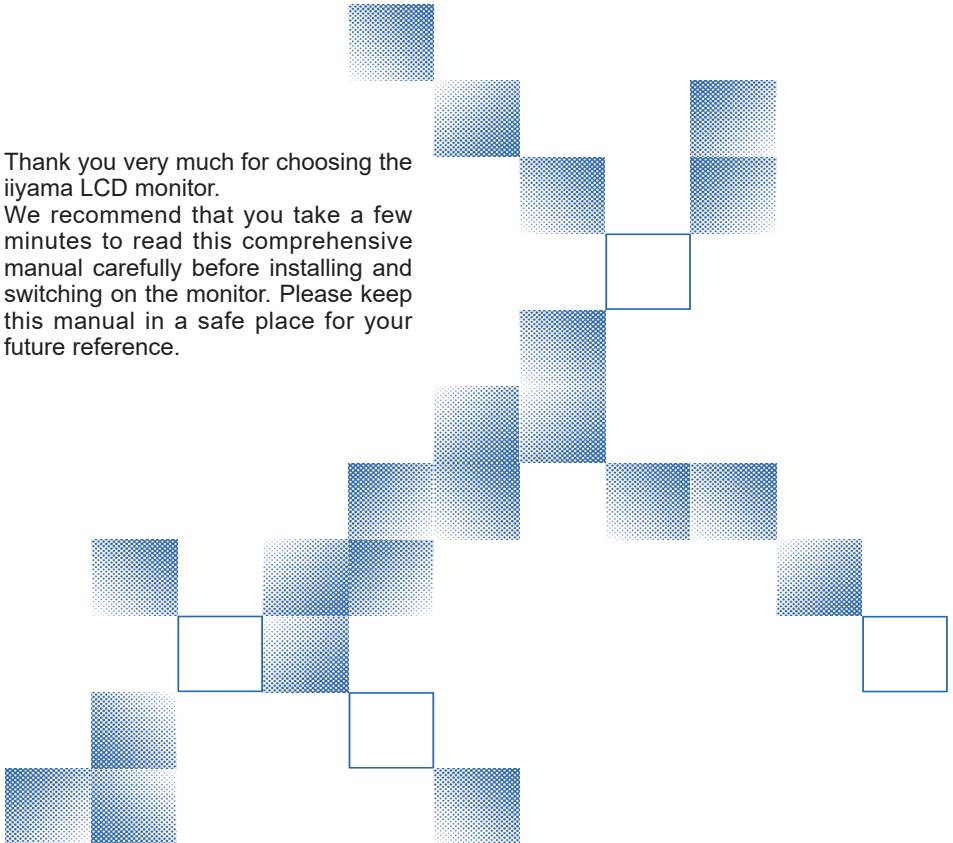 Thank you very much for choosing the
iiyama LCD monitor.
We recommend that you take a few
minutes to read this comprehensive
manual carefully before installing and
switching on the monitor. Please keep
this manual in a safe place for your
future reference.